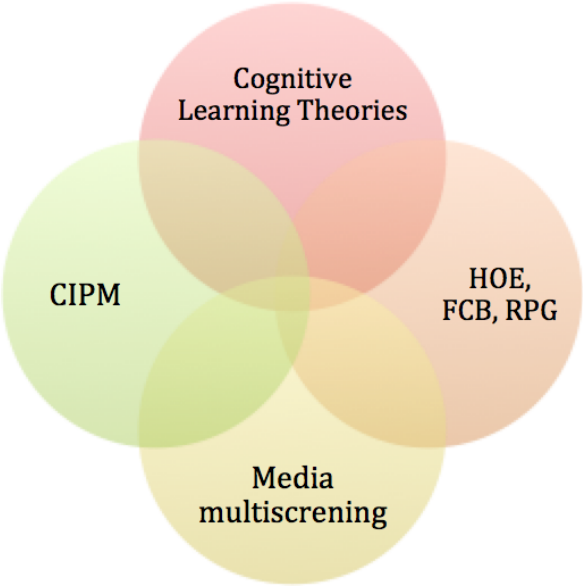 Cognitive
Learning Theories
CIPM
HOE,
FCB, RPG
Media
multiscrening